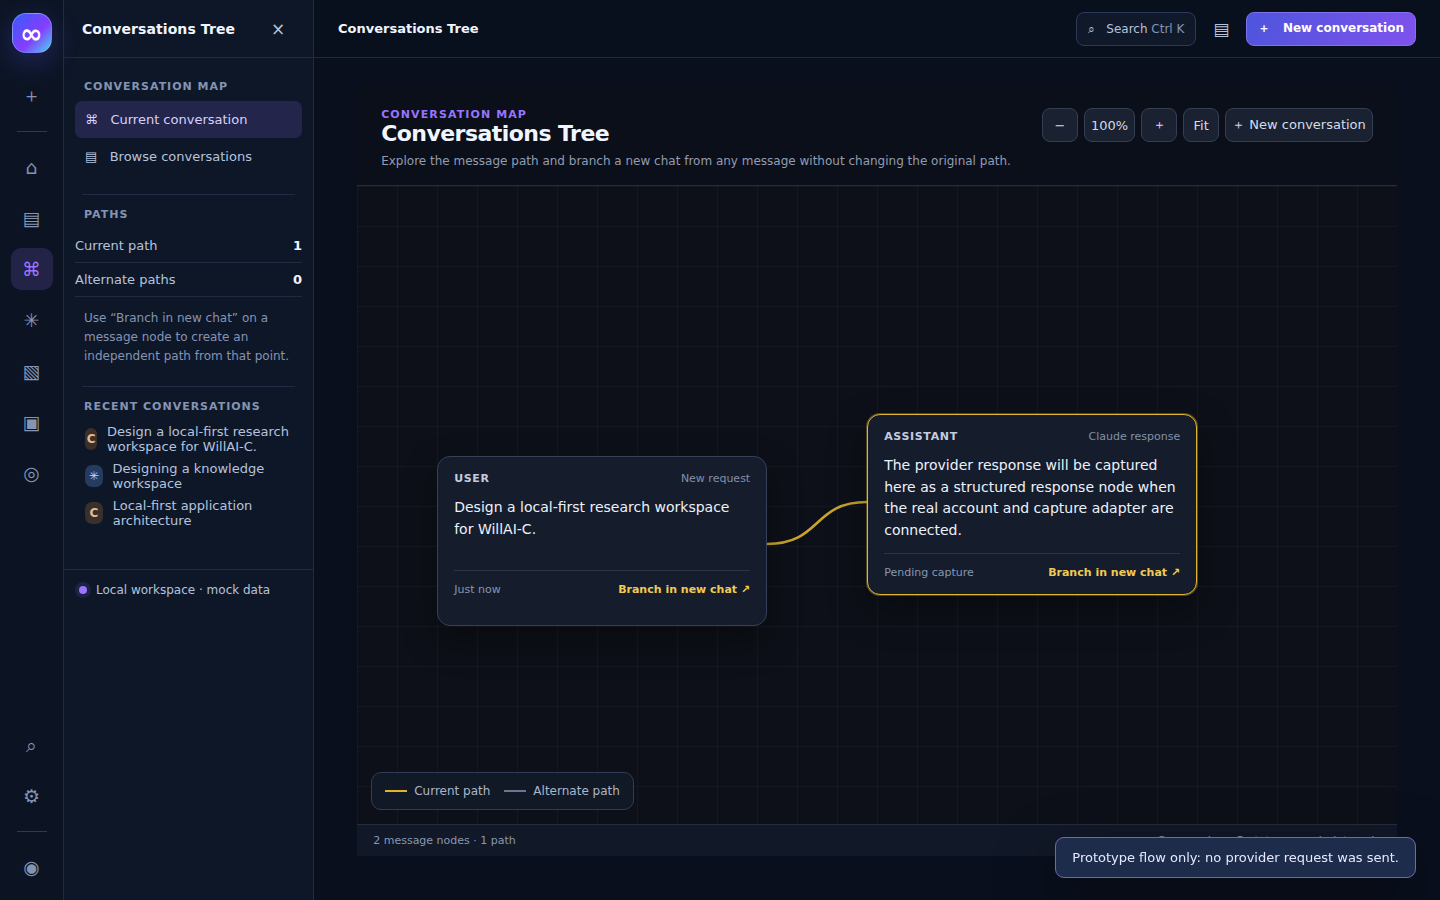 ∞
Conversations Tree
×
CONVERSATION MAP
⌘ Current conversation
Browse conversations
PATHS
Current path 1
Alternate paths 0
Use “Branch in new chat” on a
message node to create an
independent path from that point.
RECENT CONVERSATIONS
C Design a local-first research
workspace for WillAI-C.
Designing a knowledge
workspace
C Local-first application
architecture
Local workspace · mock data
Conversations Tree
Search Ctrl K
+ New conversation
CONVERSATION MAP
Conversations Tree
Explore the message path and branch a new chat from any message without changing the original path.
− 100% + Fit + New conversation
USER New request
Design a local-first research workspace
for WillAI-C.
Just now Branch in new chat ↗
ASSISTANT Claude response
The provider response will be captured
here as a structured response node when
the real account and capture adapter are
connected.
Pending capture Branch in new chat ↗
Current path Alternate path
2 message nodes · 1 path
Prototype flow only: no provider request was sent.